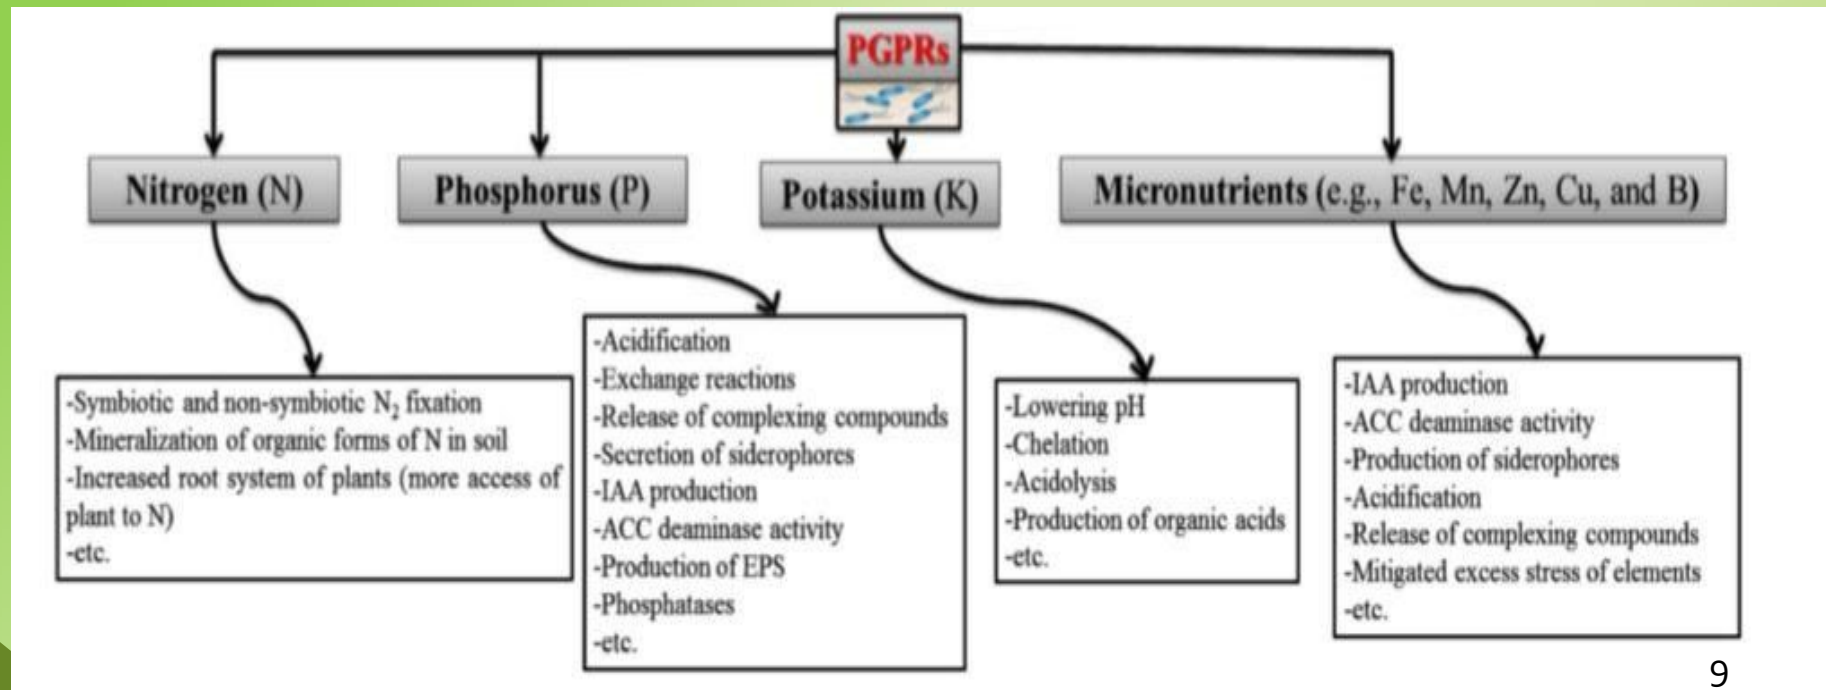 PGPRs
Nitrogen (N)
Phosphorus (P)
Potassium (K)
Micronutrients (e.g., Fe, Mn, Zn, Cu, and B)
-Symbiotic and non-symbiotic N₂ fixation
-Mineralization of organic forms of N in soil
-Increased root system of plants (more access of
plant to N)
-etc.
-Acidification
-Exchange reactions
-Release of complexing compounds
-Secretion of siderophores
-IAA production
-ACC deaminase activity
-Production of EPS
-Phosphatases
-etc.
-Lowering pH
-Chelation
-Acidolysis
-Production of organic acids
-etc.
-IAA production
-ACC deaminase activity
-Production of siderophores
-Acidification
-Release of complexing compounds
-Mitigated excess stress of elements
-etc.
9